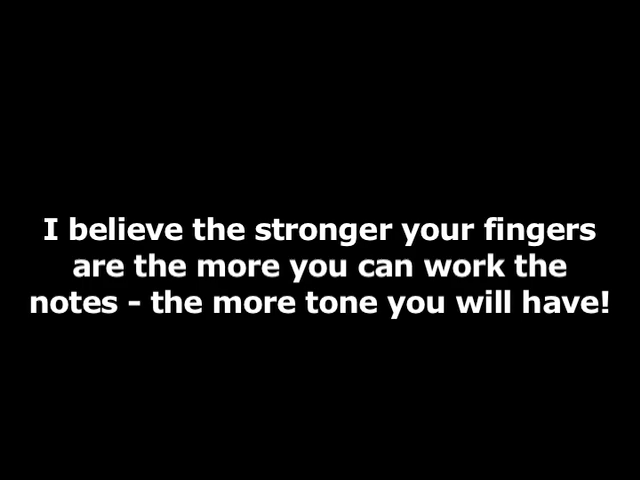 I believe the stronger your fingers
are the more you can work the
notes - the more tone you will have!